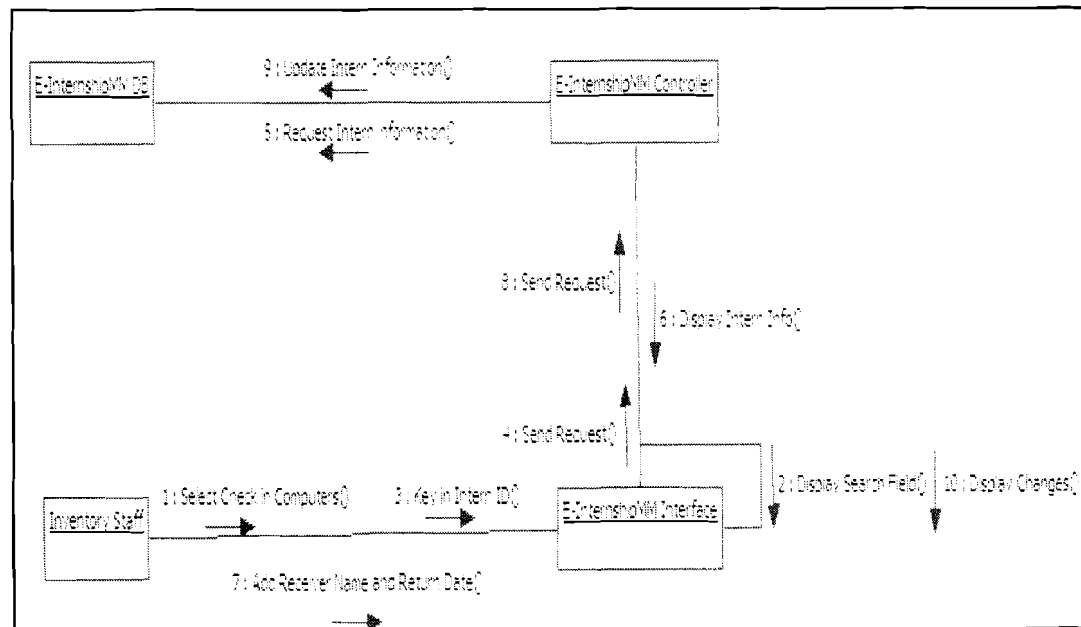 9 : Update Intern Information()
E-InternshipMM DB
E-InternshipMM Controller
5 : Request Intern Information()
8 : Send Request()
6 : Display Intern Info()
4 : Send Request()
1 : Select Check in Computers()
3 : Key in Intern ID()
2 : Display Search Field()
10 : Display Changes()
Inventory Staff
E-InternshipMM Interface
7 : Add Receiver Name and Return Date()